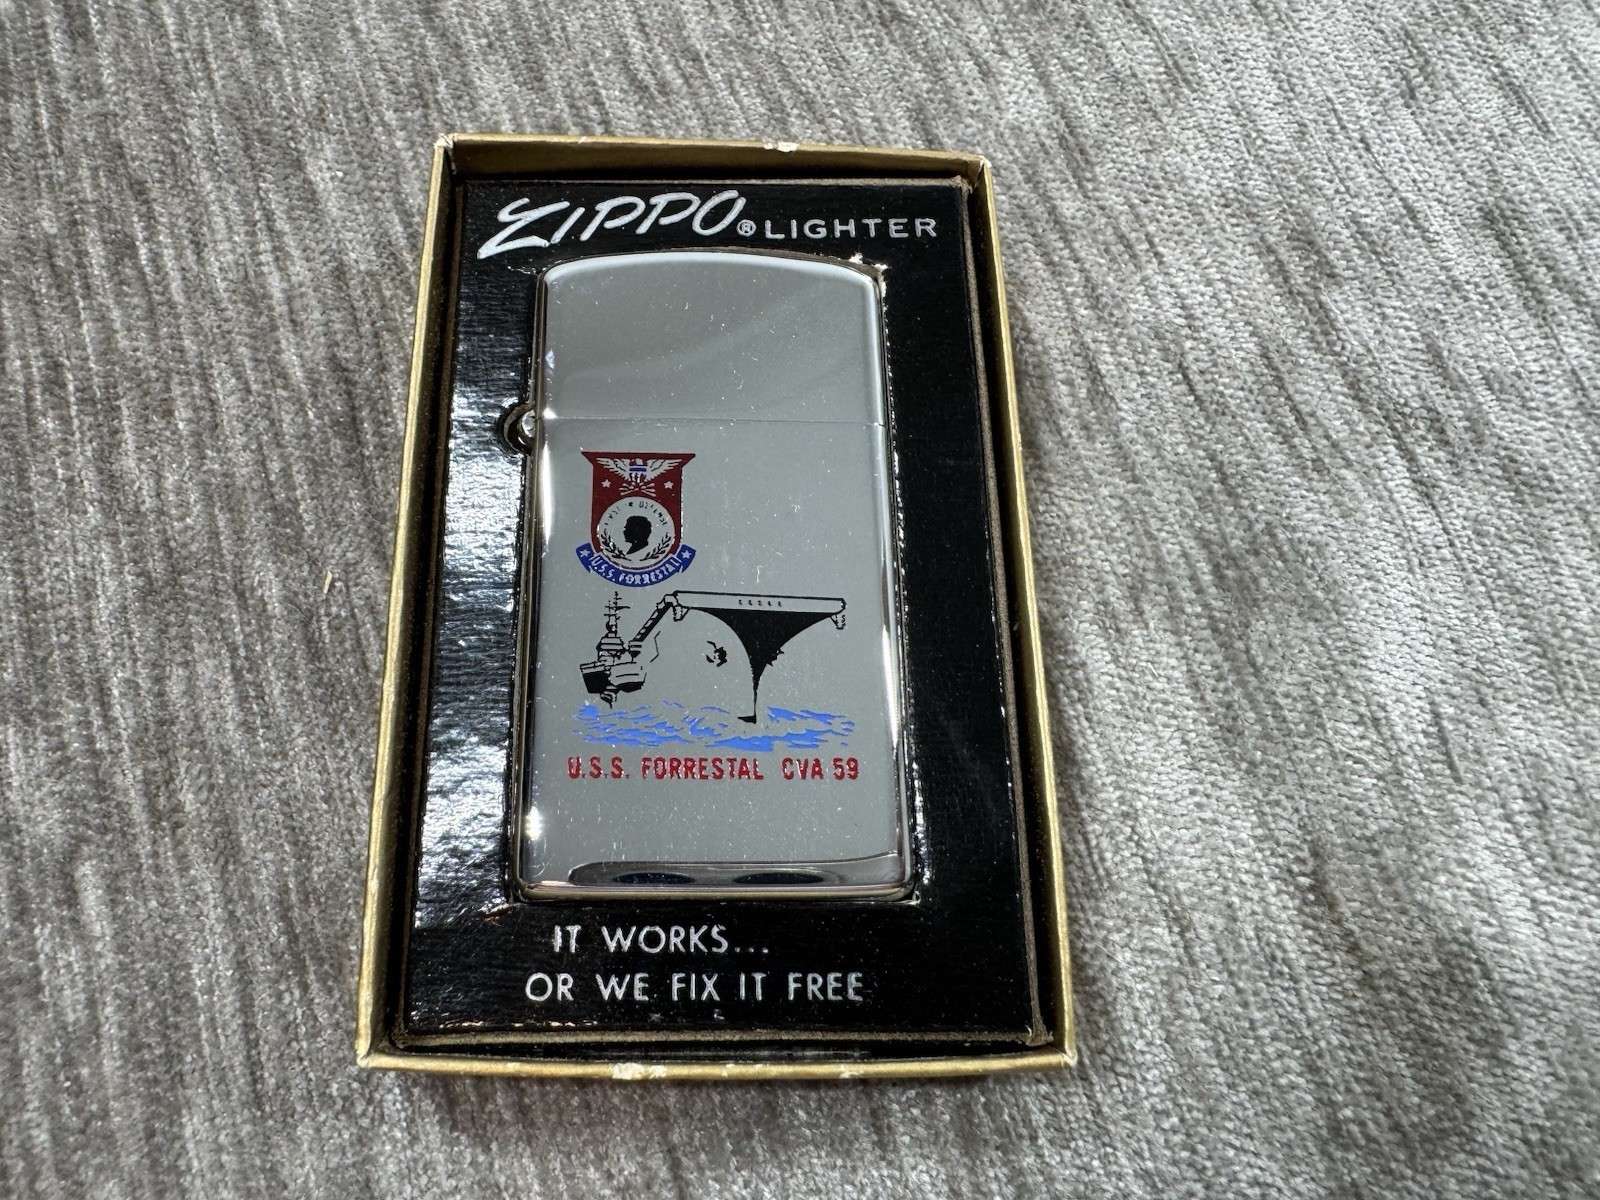 ZIPPO® LIGHTER
U.S.S. FORRESTAL
U.S.S. FORRESTAL CVA 59
IT WORKS...
OR WE FIX IT FREE